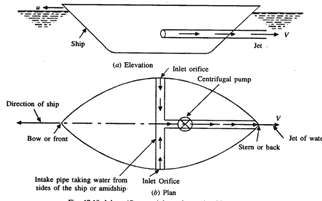 u
V
Ship
Jet
(a) Elevation
Inlet orifice
Centrifugal pump
Direction of ship
V
Bow or front
Jet of wate
Stern or back
Intake pipe taking water from
sides of the ship or amidship
Inlet Orifice
(b) Plan